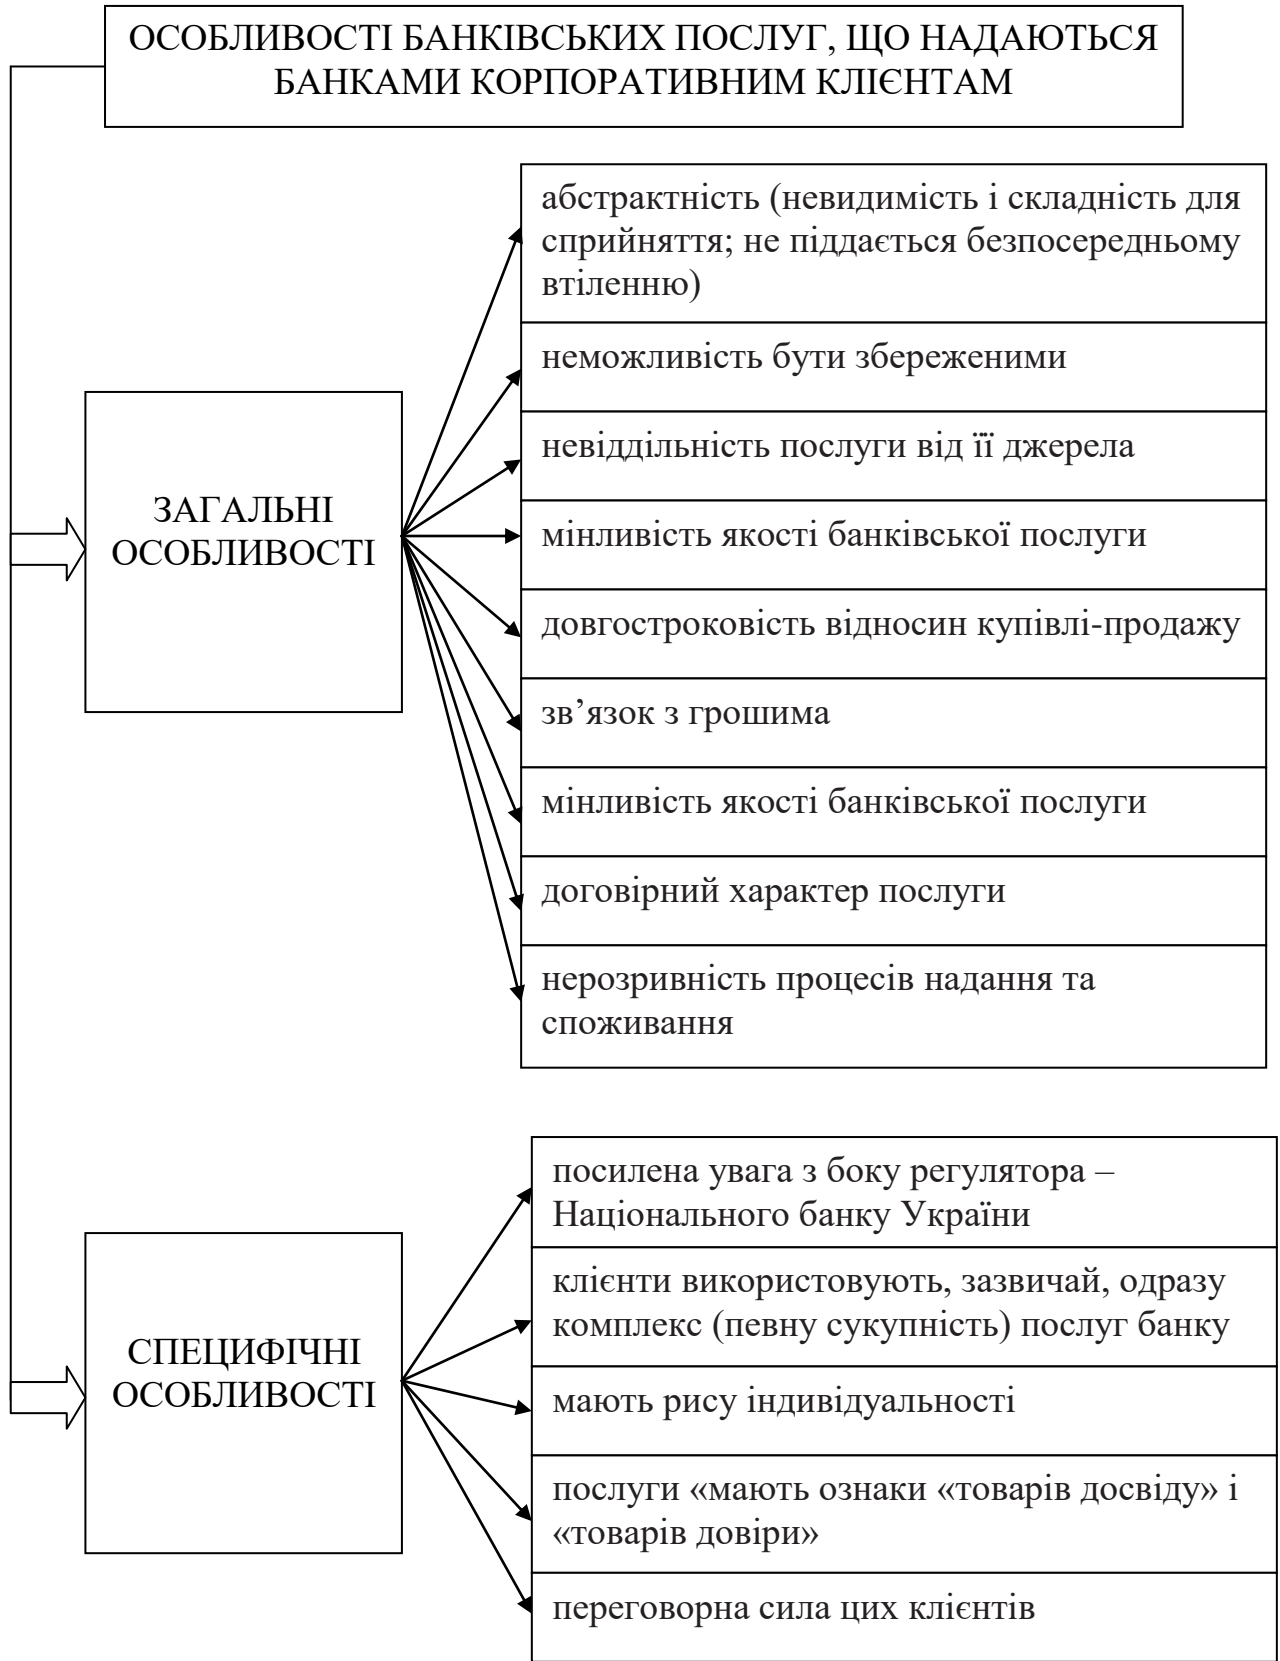 ОСОБЛИВОСТІ БАНКІВСЬКИХ ПОСЛУГ, ЩО НАДАЮТЬСЯ
БАНКАМИ КОРПОРАТИВНИМ КЛІЄНТАМ
ЗАГАЛЬНІ
ОСОБЛИВОСТІ
абстрактність (невидимість і складність для
сприйняття; не піддається безпосередньому
втіленню)
неможливість бути збереженими
невіддільність послуги від її джерела
мінливість якості банківської послуги
довгостроковість відносин купівлі-продажу
зв’язок з грошима
мінливість якості банківської послуги
договірний характер послуги
нерозривність процесів надання та
споживання
СПЕЦИФІЧНІ
ОСОБЛИВОСТІ
посилена увага з боку регулятора –
Національного банку України
клієнти використовують, зазвичай, одразу
комплекс (певну сукупність) послуг банку
мають рису індивідуальності
послуги «мають ознаки «товарів досвіду» і
«товарів довіри»
переговорна сила цих клієнтів